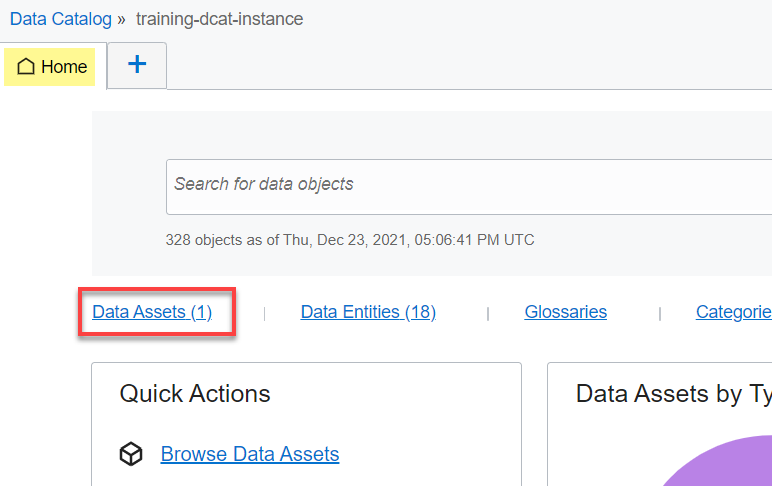 Data Catalog » training-dcat-instance
Home +
Search for data objects
328 objects as of Thu, Dec 23, 2021, 05:06:41 PM UTC
Data Assets (1) | Data Entities (18) | Glossaries | Categorie
Quick Actions
Data Assets by Ty
Browse Data Assets